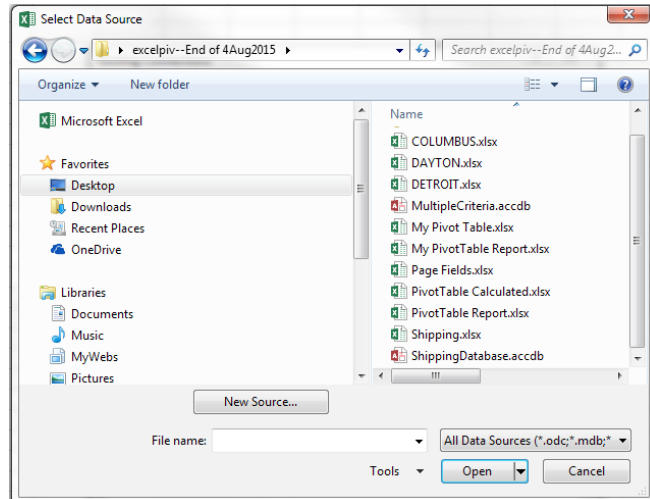 Select Data Source
excelpiv--End of 4Aug2015
Search excelpiv--End of 4Aug2...
Organize
New folder
Microsoft Excel
Favorites
Desktop
Downloads
Recent Places
OneDrive
Libraries
Documents
Music
MyWebs
Pictures
Name
COLUMBUS.xlsx
DAYTON.xlsx
DETROIT.xlsx
MultipleCriteria.accdb
My Pivot Table.xlsx
My PivotTable Report.xlsx
Page Fields.xlsx
PivotTable Calculated.xlsx
PivotTable Report.xlsx
Shipping.xlsx
ShippingDatabase.accdb
New Source...
File name:
All Data Sources (*.odc;*.mdb;*
Tools
Open
Cancel